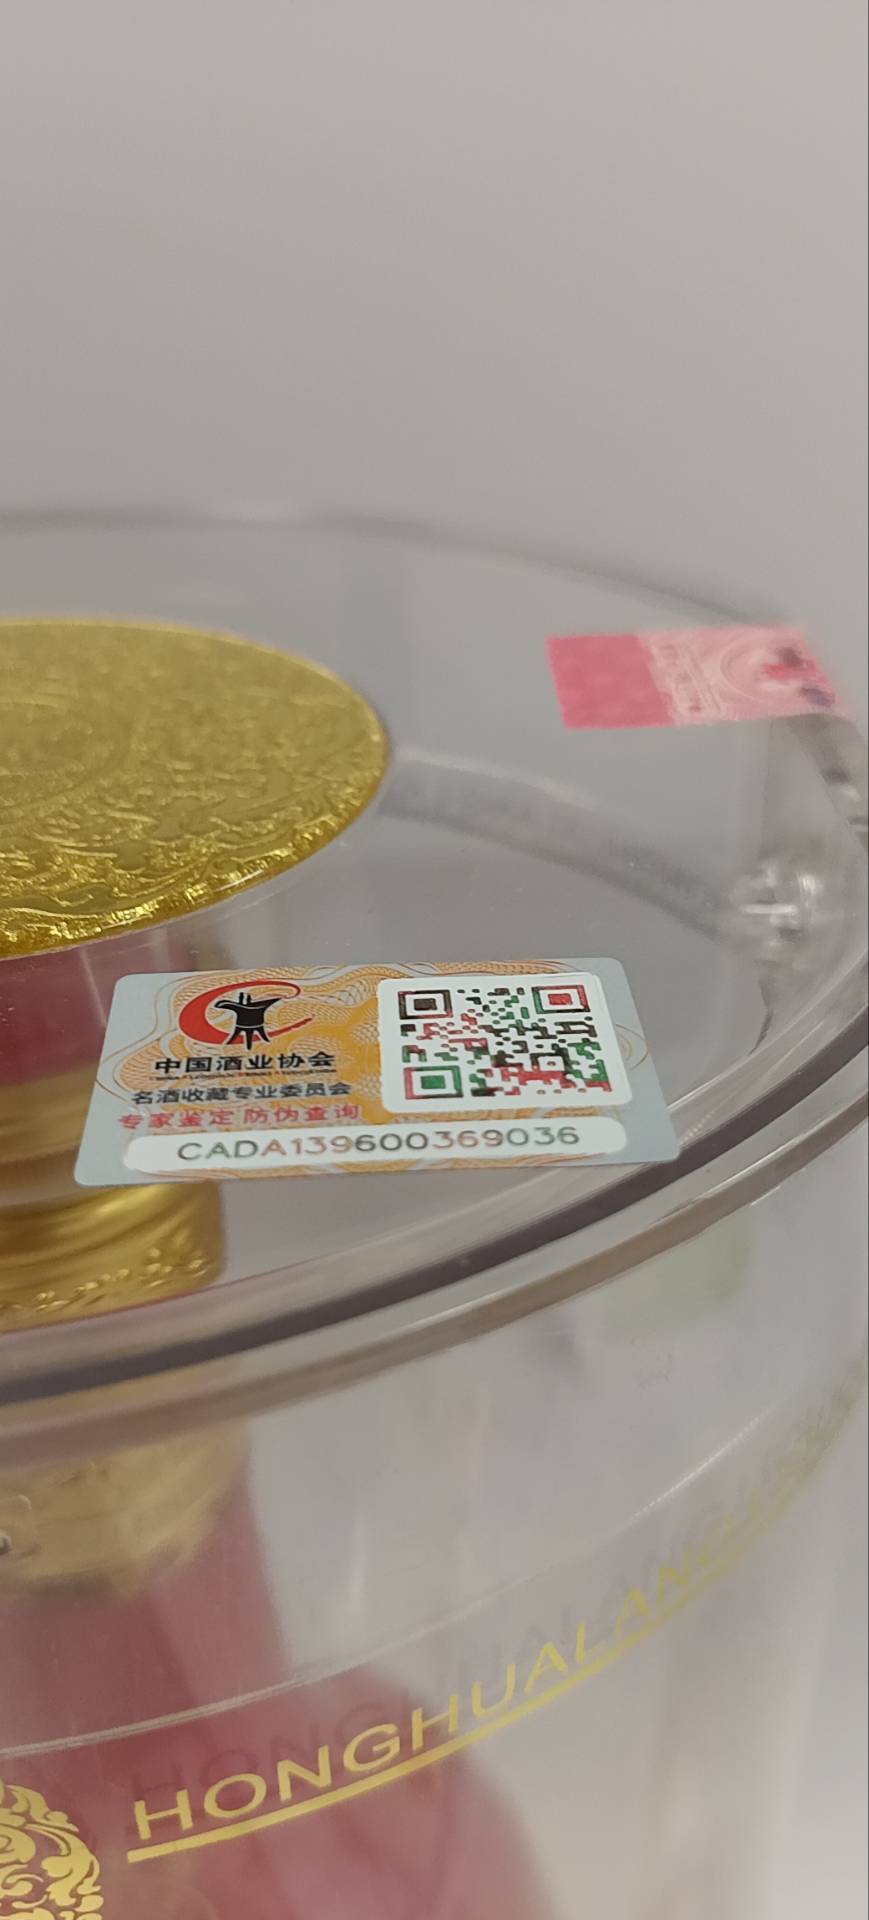 中国酒业协会
名酒收藏专业委员会
专家鉴定 防伪查询
CADA139600369036
HONGHUALANG